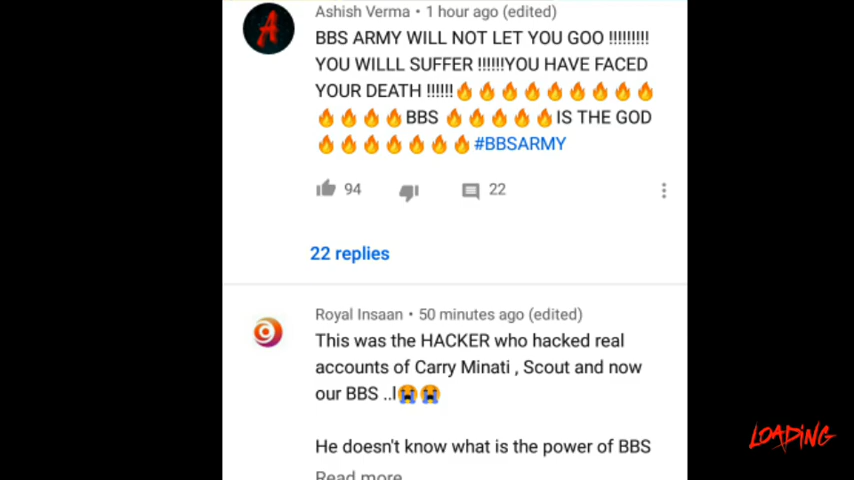 Ashish Verma • 1 hour ago (edited)
BBS ARMY WILL NOT LET YOU GOO !!!!!!!!!
YOU WILLL SUFFER !!!!!!YOU HAVE FACED
YOUR DEATH !!!!!!🔥🔥🔥🔥🔥🔥🔥🔥🔥
🔥🔥🔥🔥BBS 🔥🔥🔥🔥🔥IS THE GOD
🔥🔥🔥🔥🔥🔥🔥#BBSARMY
94
22
22 replies
Royal Insaan • 50 minutes ago (edited)
This was the HACKER who hacked real
accounts of Carry Minati , Scout and now
our BBS ..I😭😭
He doesn't know what is the power of BBS
Read more
LOADING